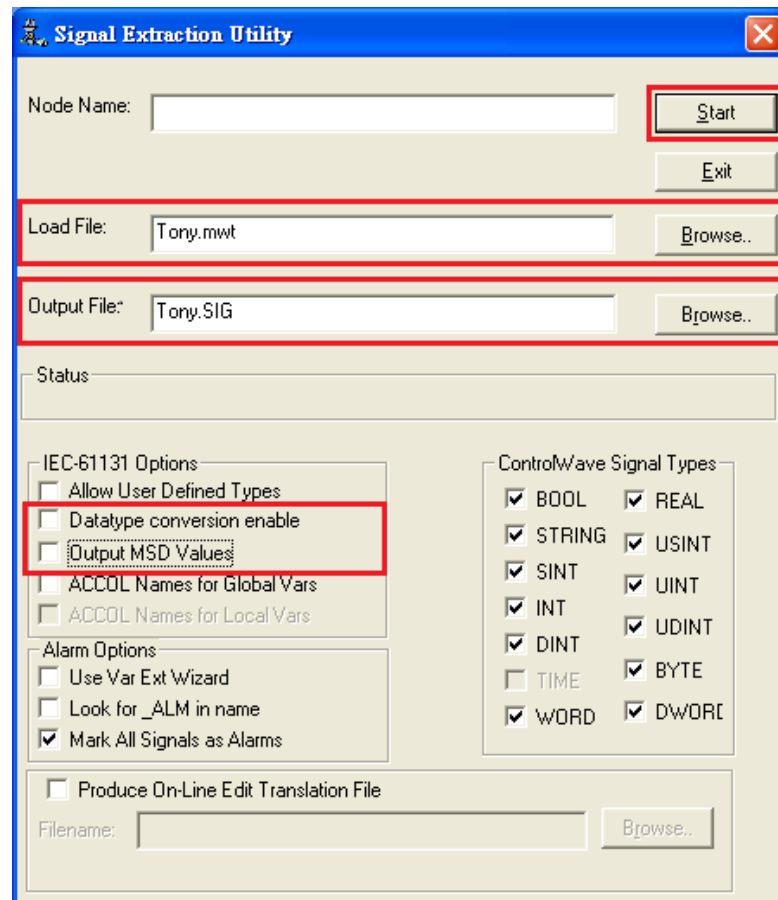 Signal Extraction Utility
Node Name:
Start
Exit
Load File: Tony.mwt Browse..
Output File: Tony.SIG Browse..
Status
IEC-61131 Options
Allow User Defined Types
Datatype conversion enable
Output MSD Values
ACCOL Names for Global Vars
ACCOL Names for Local Vars
Alarm Options
Use Var Ext Wizard
Look for _ALM in name
Mark All Signals as Alarms
ControlWave Signal Types
BOOL REAL
STRING USINT
SINT UINT
INT UDINT
DINT BYTE
TIME DWORD
WORD
Produce On-Line Edit Translation File
Filename: Browse..